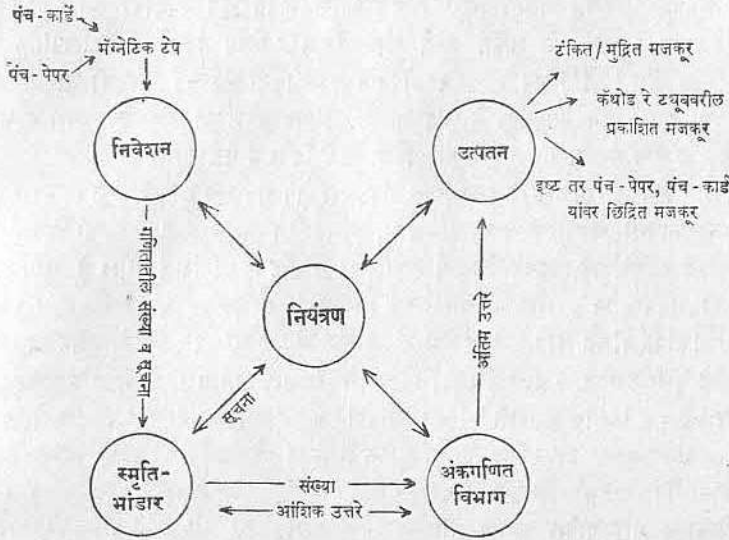 पंच-कार्डे
मॅग्नेटिक टेप
पंच-पेपर
निवेशन
टंकित/मुद्रित मजकूर
कॅथोड रे टयूबवरील
प्रकाशित मजकूर
उत्पतन
इष्ट तर पंच-पेपर, पंच-कार्डे
यांवर छिद्रित मजकूर
नियंत्रण
गणितातील संख्या व सूचना
अंतिम उत्तरे
सूचना
स्मृति-
भांडार
संख्या
आंशिक उत्तरे
अंकगणित
विभाग